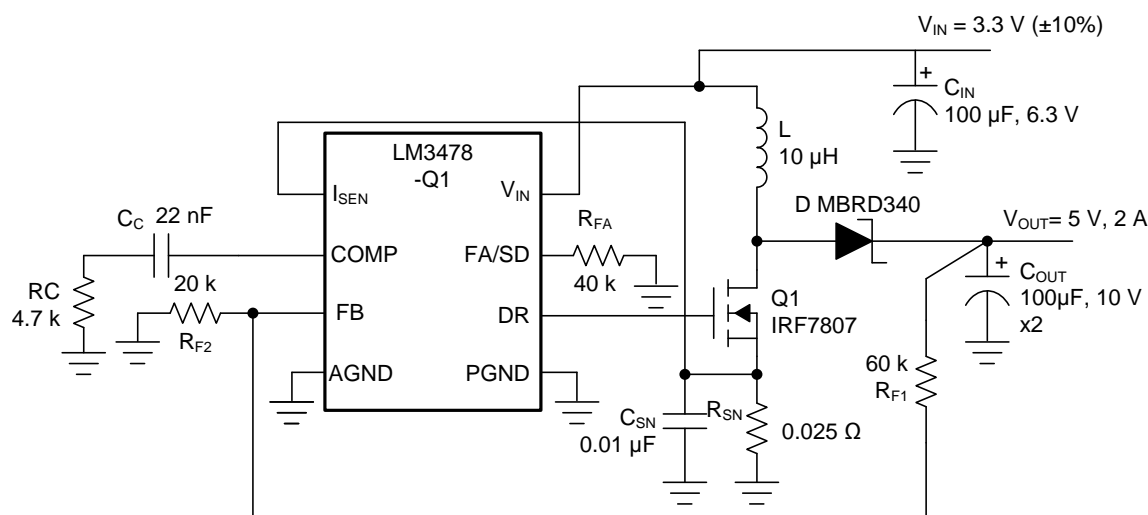 V_IN = 3.3 V (±10%)
C_IN
100 µF, 6.3 V
LM3478
-Q1
L
10 µH
I_SEN
V_IN
D MBRD340
V_OUT= 5 V, 2 A
C_C 22 nF
R_FA
COMP
FA/SD
40 k
C_OUT
100µF, 10 V
x2
RC
4.7 k
20 k
R_F2
FB
DR
Q1
IRF7807
60 k
R_F1
AGND
PGND
C_SN
0.01 µF
R_SN
0.025 Ω